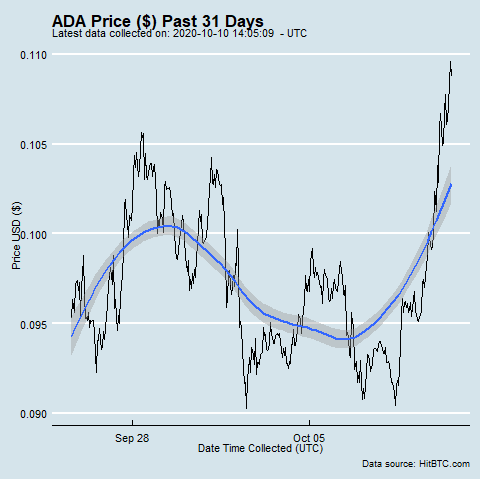 ADA Price ($) Past 31 Days
Latest data collected on: 2020-10-10 14:05:09 - UTC
0.110
0.105
0.100
0.095
0.090
Price USD ($)
Sep 28
Oct 05
Date Time Collected (UTC)
Data source: HitBTC.com